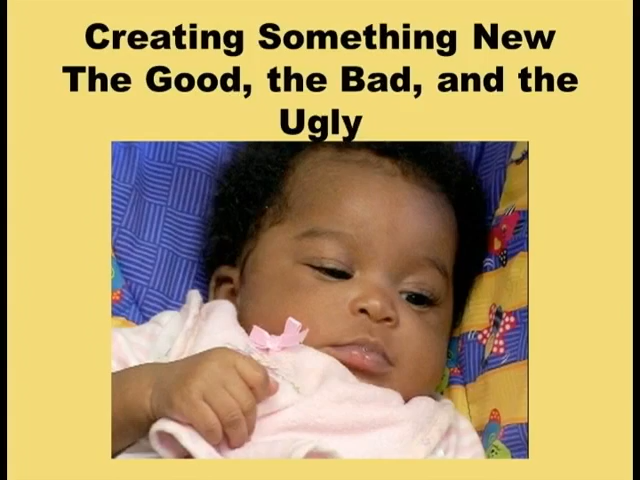 Creating Something New
The Good, the Bad, and the
Ugly